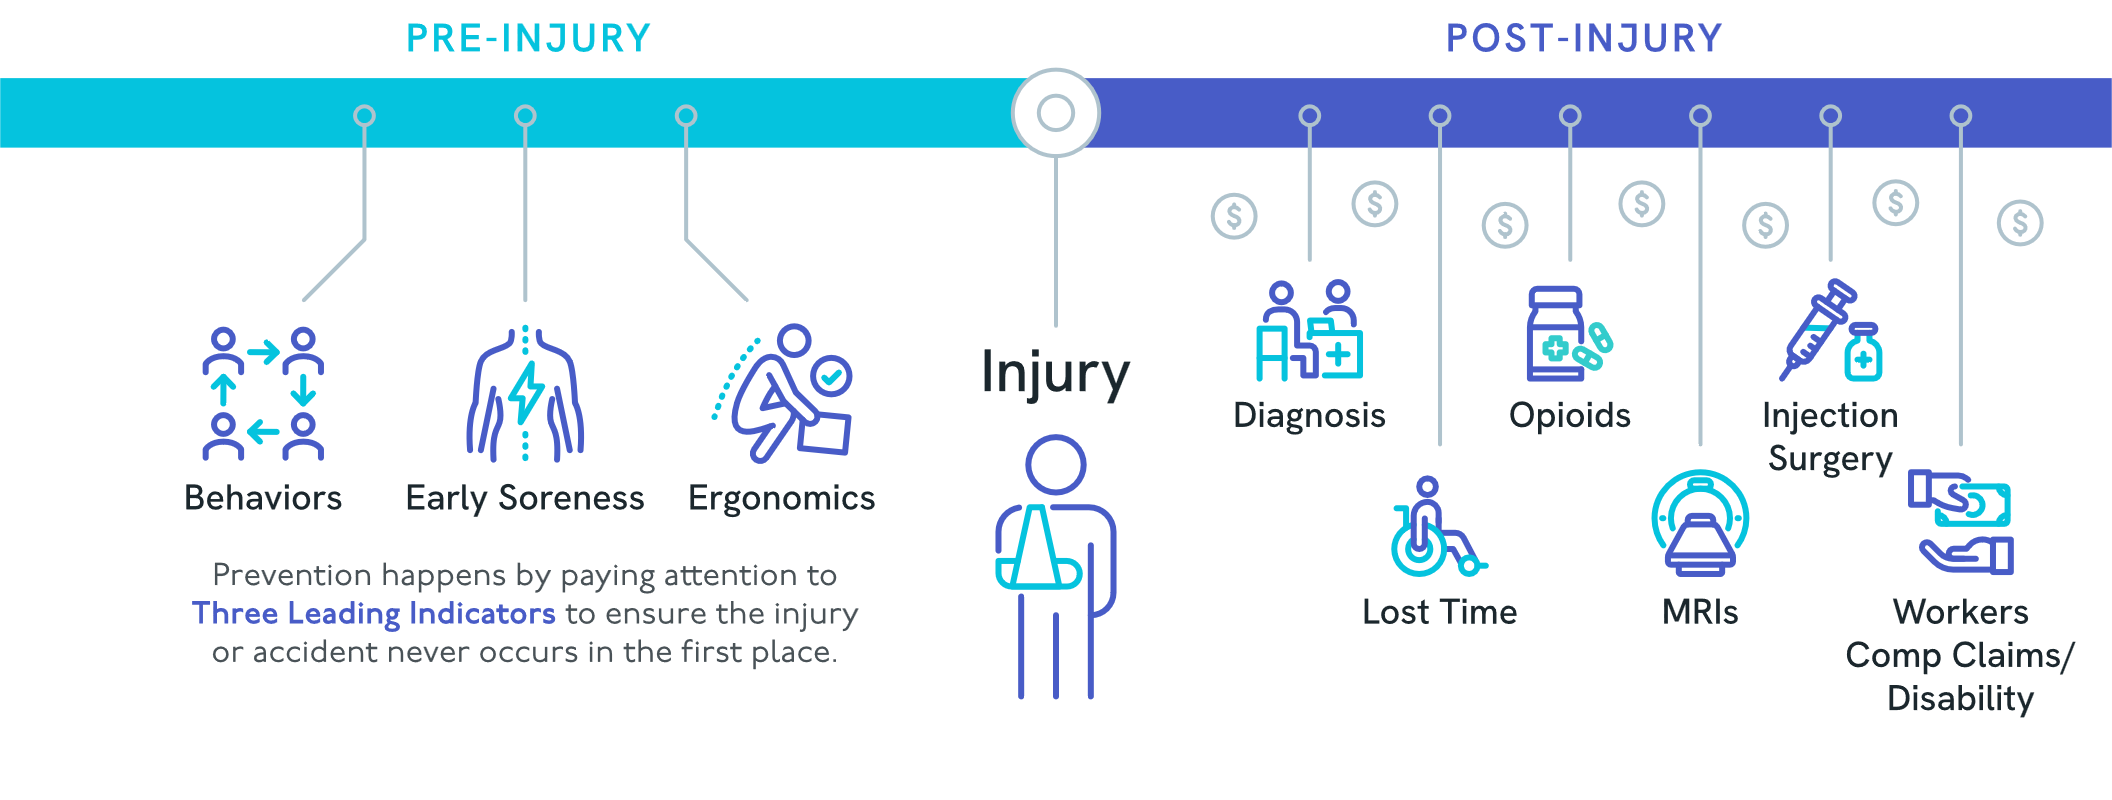 PRE-INJURY
POST-INJURY
$ $ $ $ $ $ $
Behaviors
Early Soreness
Ergonomics
Prevention happens by paying attention to
Three Leading Indicators to ensure the injury
or accident never occurs in the first place.
Injury
Diagnosis
Lost Time
Opioids
MRIs
Injection
Surgery
Workers
Comp Claims/
Disability